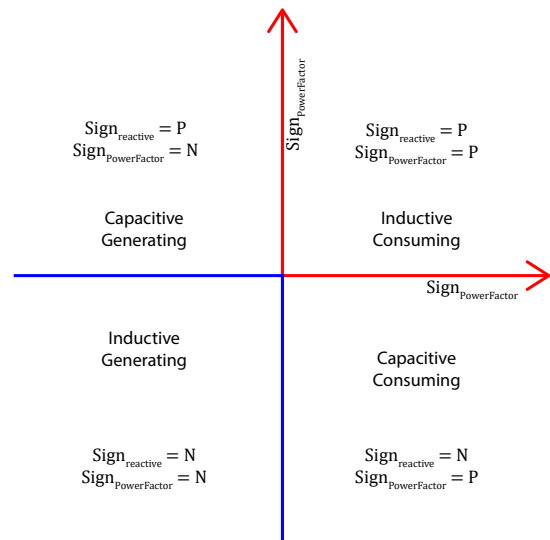 Sign_PowerFactor
Sign_reactive = P
Sign_PowerFactor = N
Sign_reactive = P
Sign_PowerFactor = P
Capacitive
Generating
Inductive
Consuming
Sign_PowerFactor
Inductive
Generating
Capacitive
Consuming
Sign_reactive = N
Sign_PowerFactor = N
Sign_reactive = N
Sign_PowerFactor = P